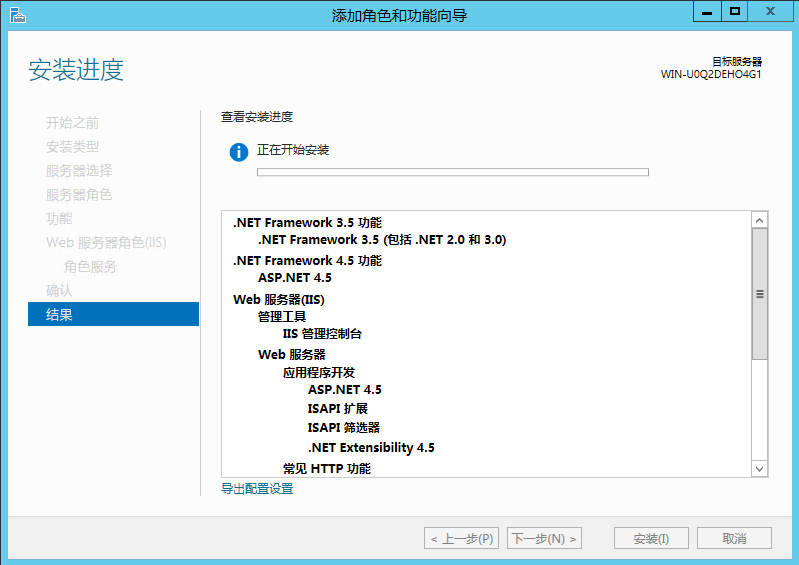 添加角色和功能向导
安装进度
目标服务器
WIN-U0Q2DEHO4G1
开始之前
安装类型
服务器选择
服务器角色
功能
Web 服务器角色(IIS)
角色服务
确认
结果
查看安装进度
正在开始安装
.NET Framework 3.5 功能
.NET Framework 3.5 (包括 .NET 2.0 和 3.0)
.NET Framework 4.5 功能
ASP.NET 4.5
Web 服务器(IIS)
管理工具
IIS 管理控制台
Web 服务器
应用程序开发
ASP.NET 4.5
ISAPI 扩展
ISAPI 筛选器
.NET Extensibility 4.5
常见 HTTP 功能
导出配置设置
< 上一步(P) 下一步(N) > 安装(I) 取消